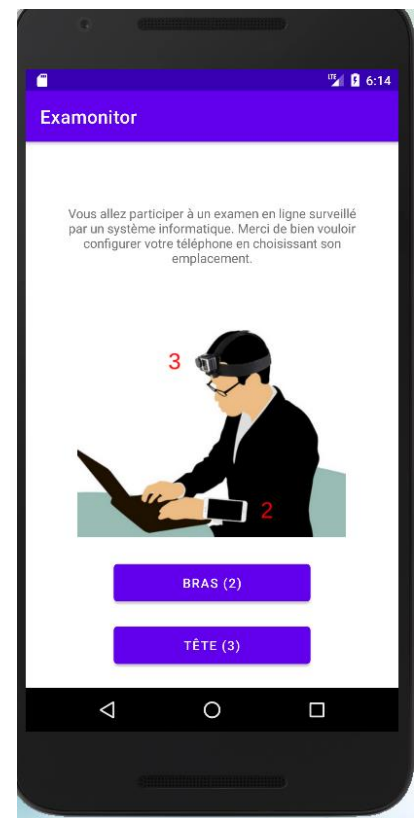 LTE 6:14
Examonitor
Vous allez participer à un examen en ligne surveillé
par un système informatique. Merci de bien vouloir
configurer votre téléphone en choisissant son
emplacement.
3
2
BRAS (2)
TÊTE (3)